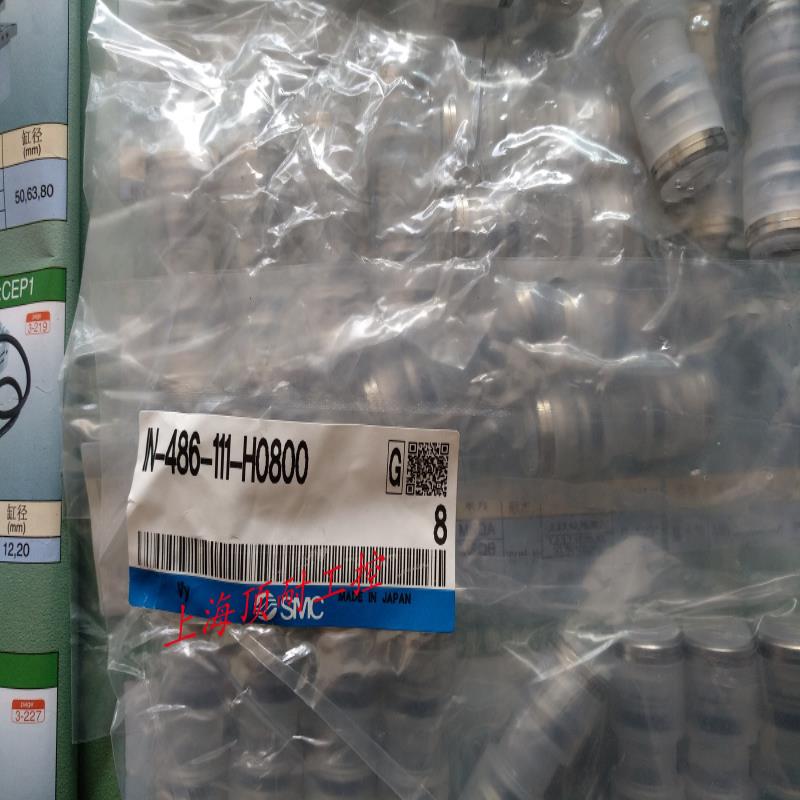 缸径
(mm)
50,63,80
CEP1
page
3-219
缸径
(mm)
12,20
page
3-227
IN-486-111-H0800
G
8
Vy
SMC
MADE IN JAPAN
上海顶耐工控